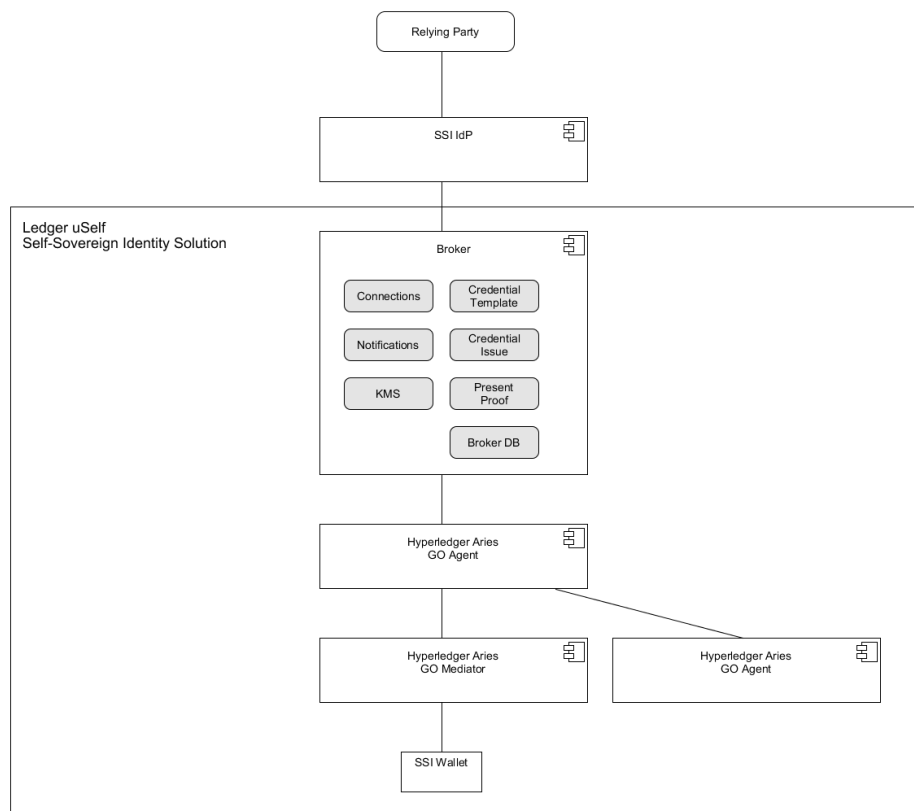 Relying Party
SSI IdP
Ledger uSelf
Self-Sovereign Identity Solution
Broker
Connections
Credential
Template
Notifications
Credential
Issue
KMS
Present
Proof
Broker DB
Hyperledger Aries
GO Agent
Hyperledger Aries
GO Mediator
Hyperledger Aries
GO Agent
SSI Wallet